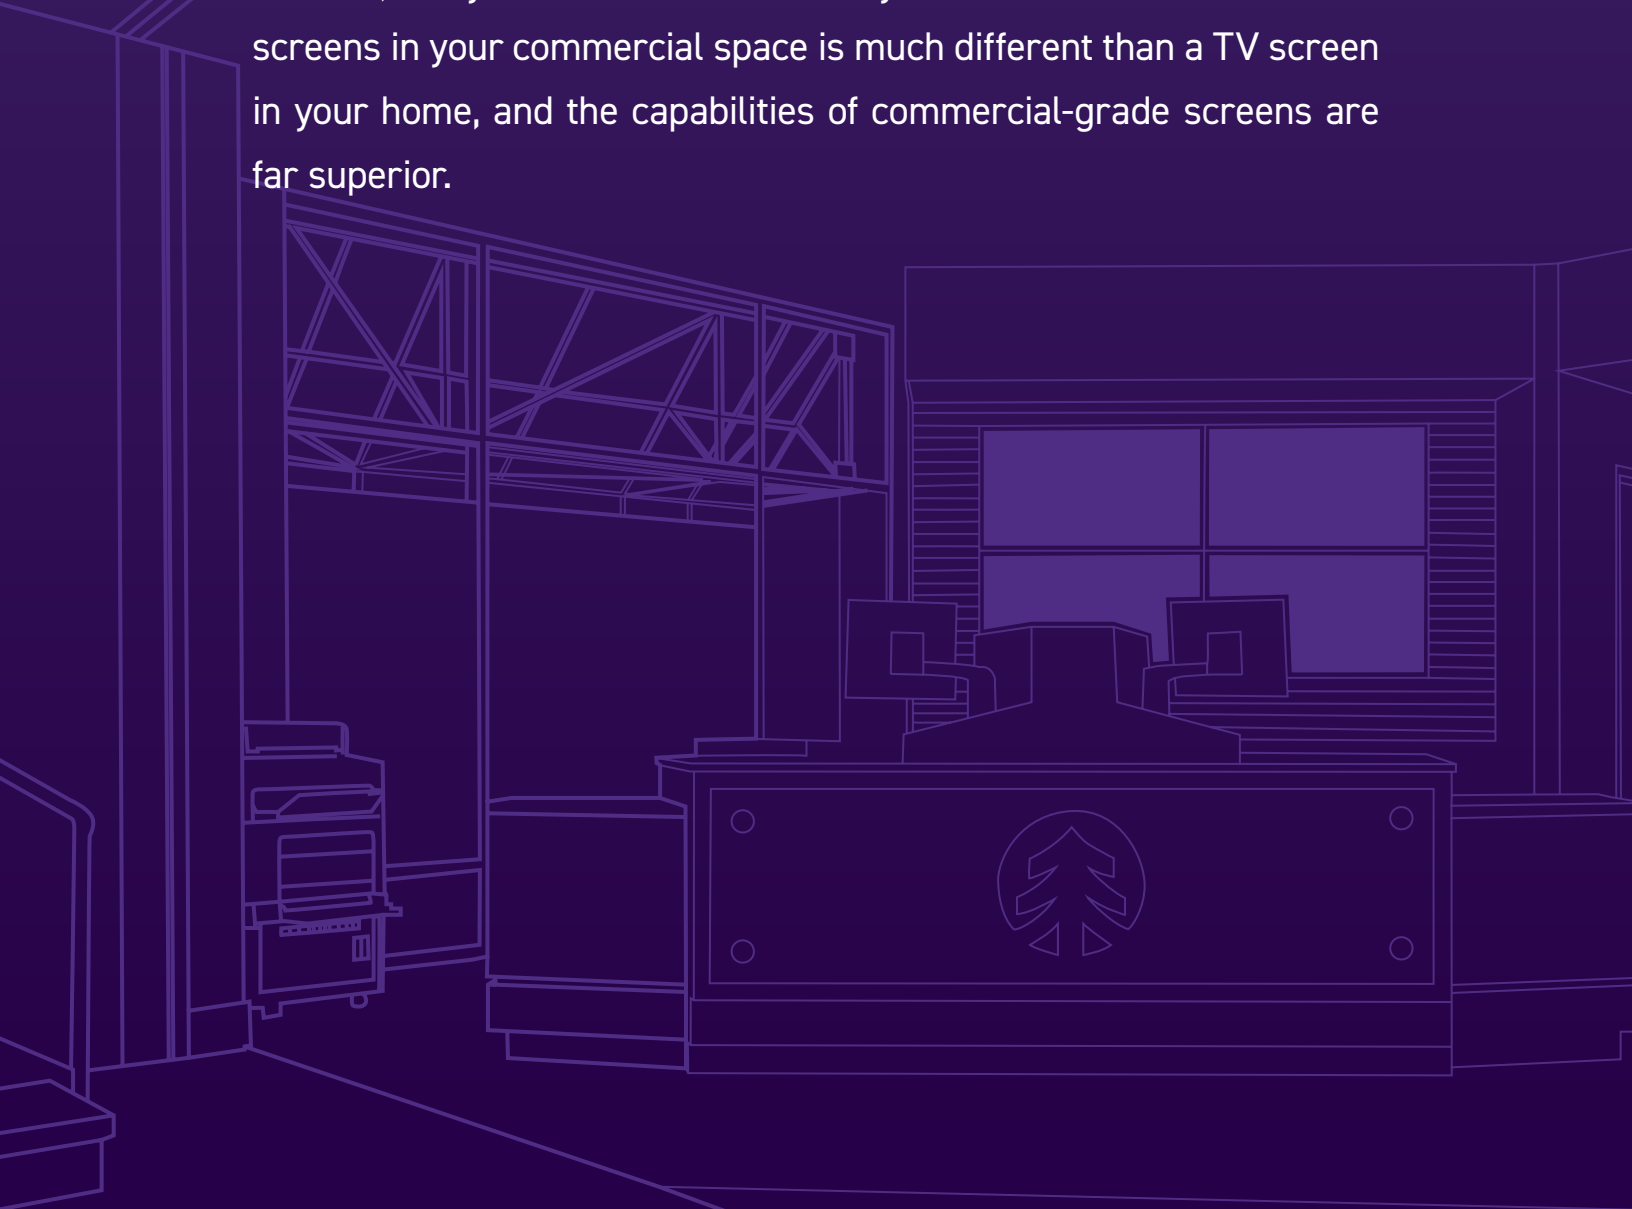 screens in your commercial space is much different than a TV screen
in your home, and the capabilities of commercial-grade screens are
far superior.